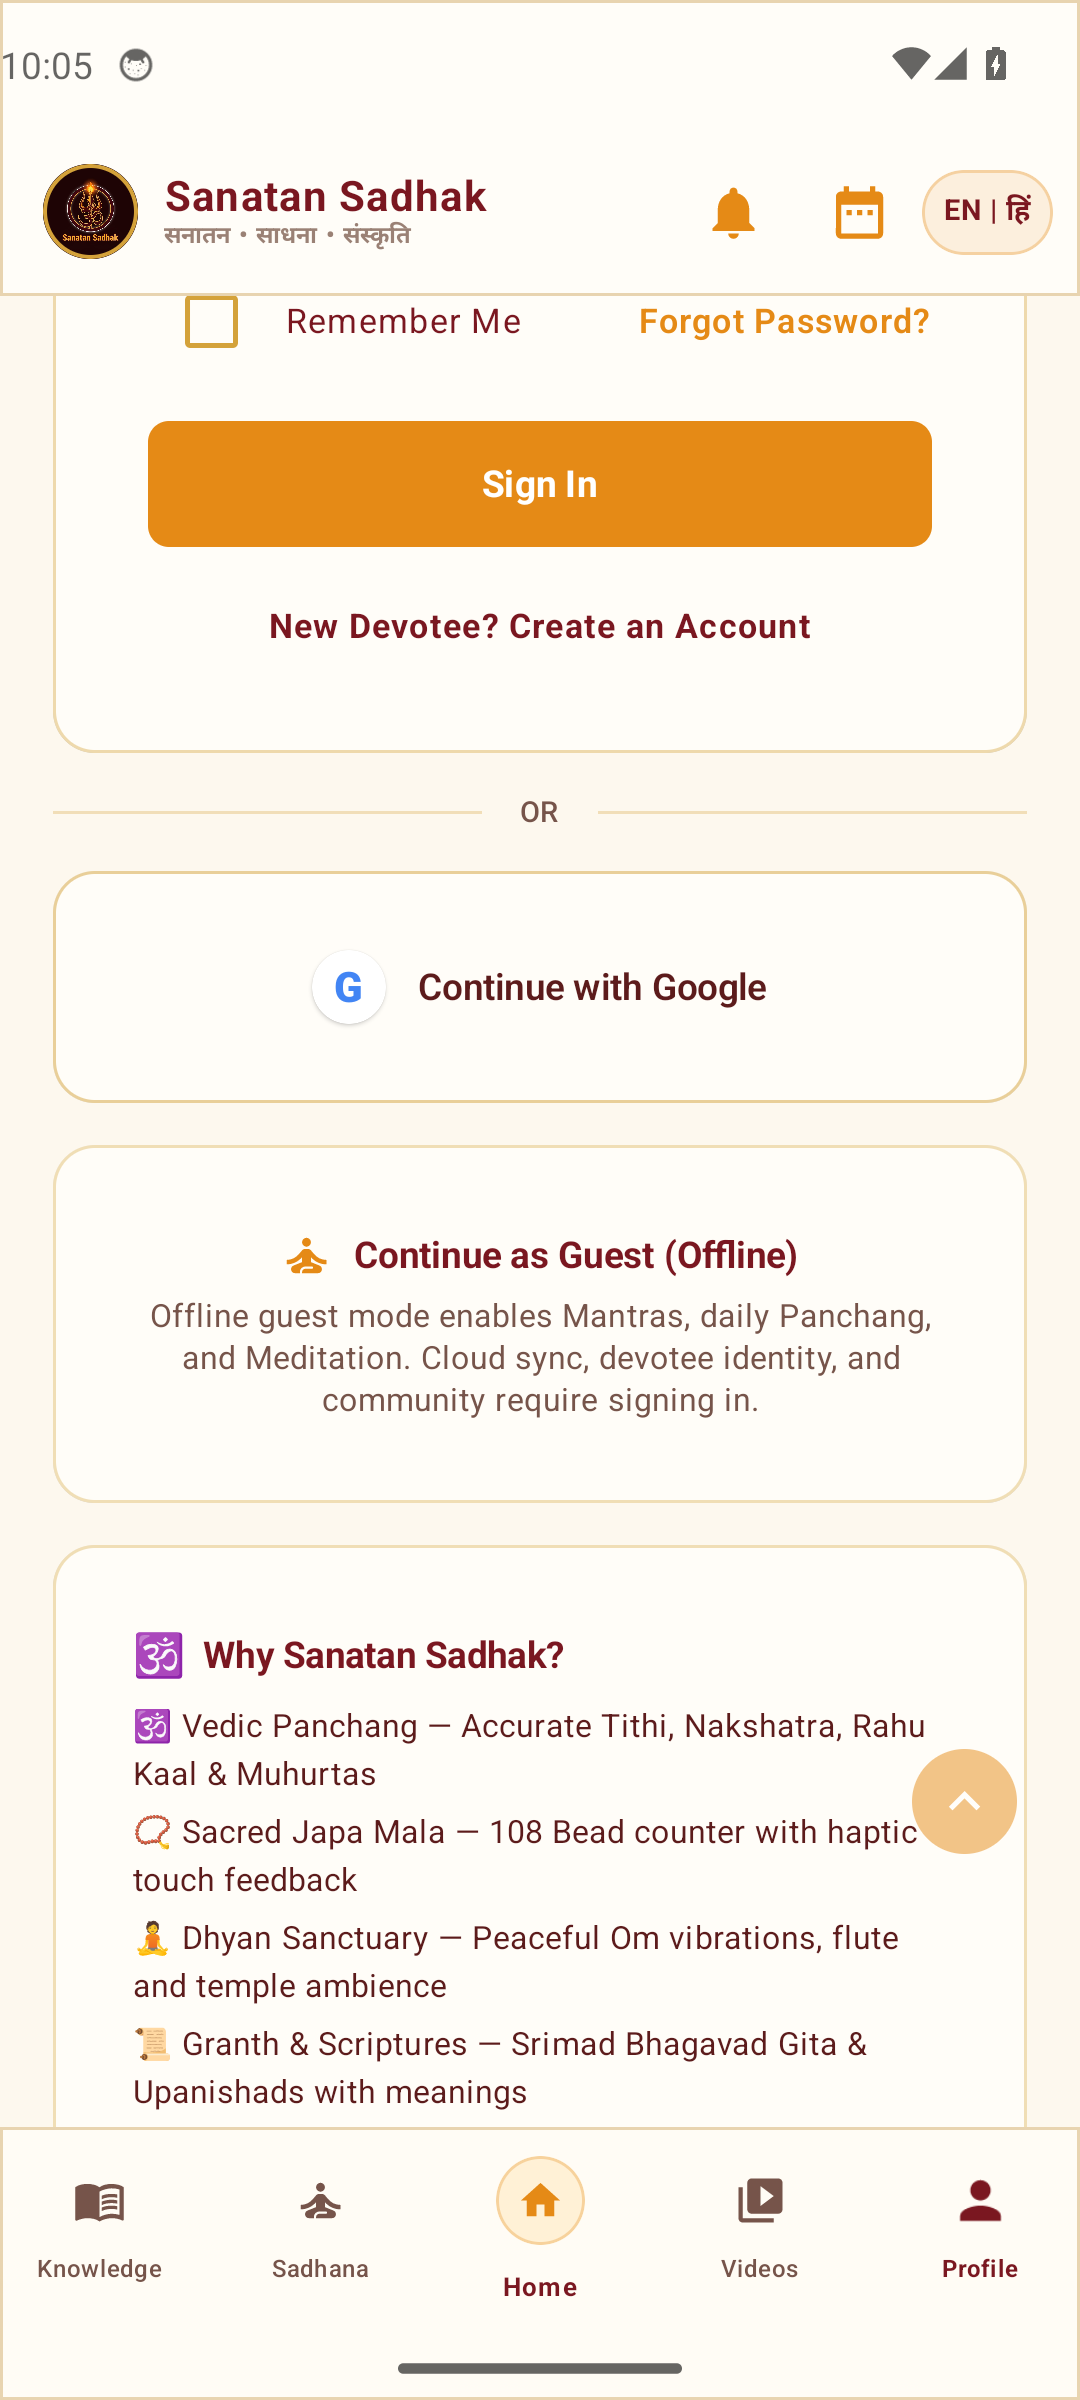 10:05
Sanatan Sadhak
सनातन • साधना • संस्कृति
EN | हिं
Sanatan Sadhak
Remember Me
Forgot Password?
Sign In
New Devotee? Create an Account
OR
G Continue with Google
Continue as Guest (Offline)
Offline guest mode enables Mantras, daily Panchang,
and Meditation. Cloud sync, devotee identity, and
community require signing in.
🕉️ Why Sanatan Sadhak?
🕉️ Vedic Panchang — Accurate Tithi, Nakshatra, Rahu
Kaal & Muhurtas
📿 Sacred Japa Mala — 108 Bead counter with haptic
touch feedback
🧘 Dhyan Sanctuary — Peaceful Om vibrations, flute
and temple ambience
📜 Granth & Scriptures — Srimad Bhagavad Gita &
Upanishads with meanings
Knowledge
Sadhana
Home
Videos
Profile